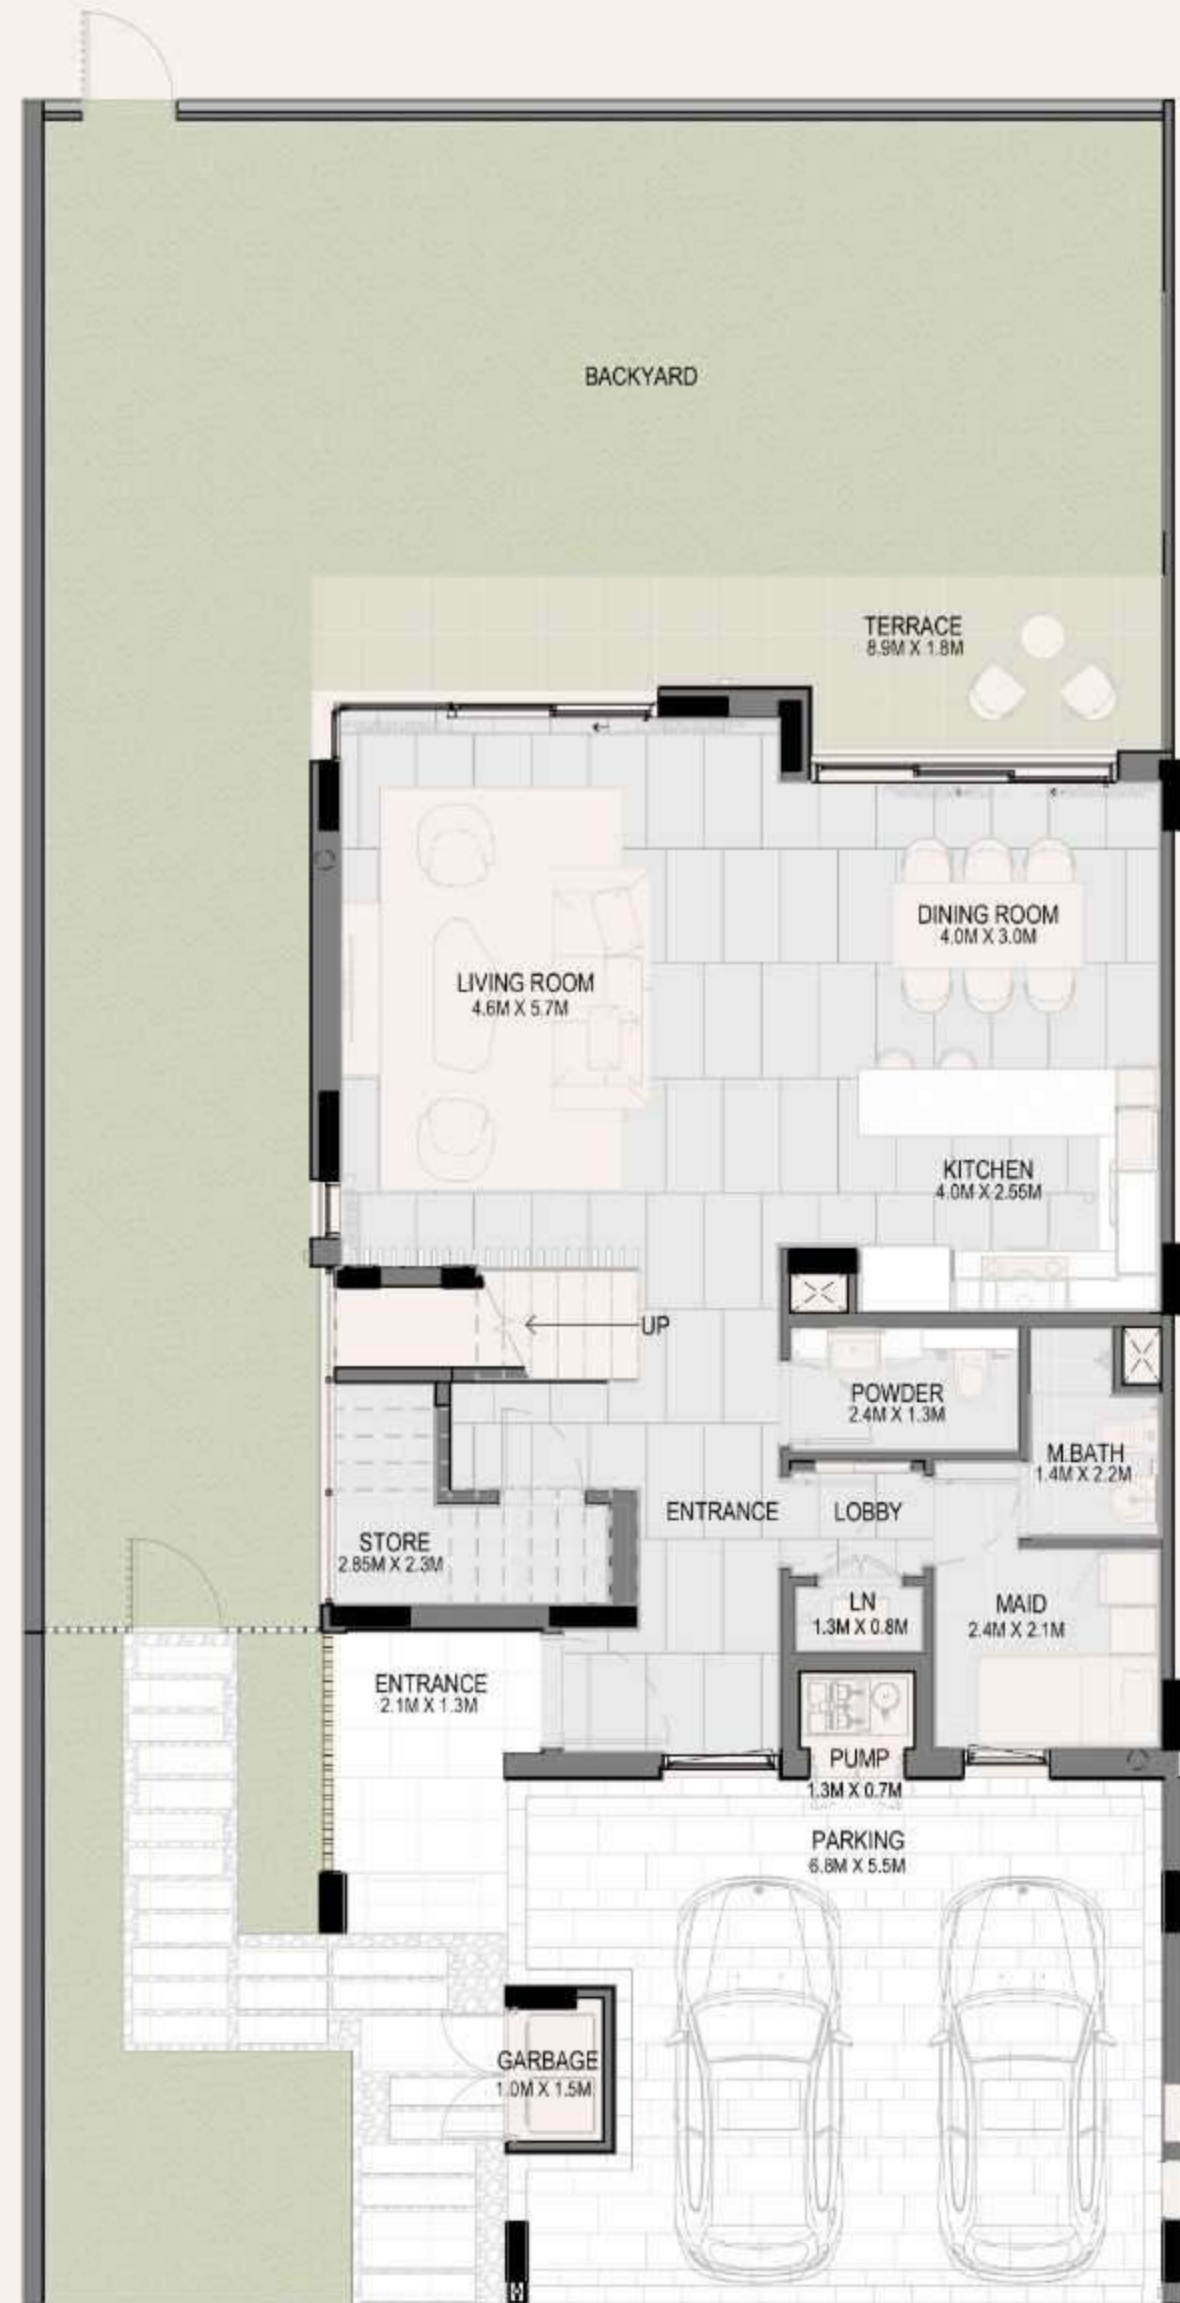 BACKYARD
TERRACE
8.9M X 1.8M
DINING ROOM
4.0M X 3.0M
LIVING ROOM
4.6M X 5.7M
KITCHEN
4.0M X 2.55M
UP
POWDER
2.4M X 1.3M
M.BATH
1.4M X 2.2M
ENTRANCE
LOBBY
STORE
2.85M X 2.3M
LN
1.3M X 0.8M
MAID
2.4M X 2.1M
ENTRANCE
2.1M X 1.3M
PUMP
1.3M X 0.7M
PARKING
6.8M X 5.5M
GARBAGE
1.0M X 1.5M